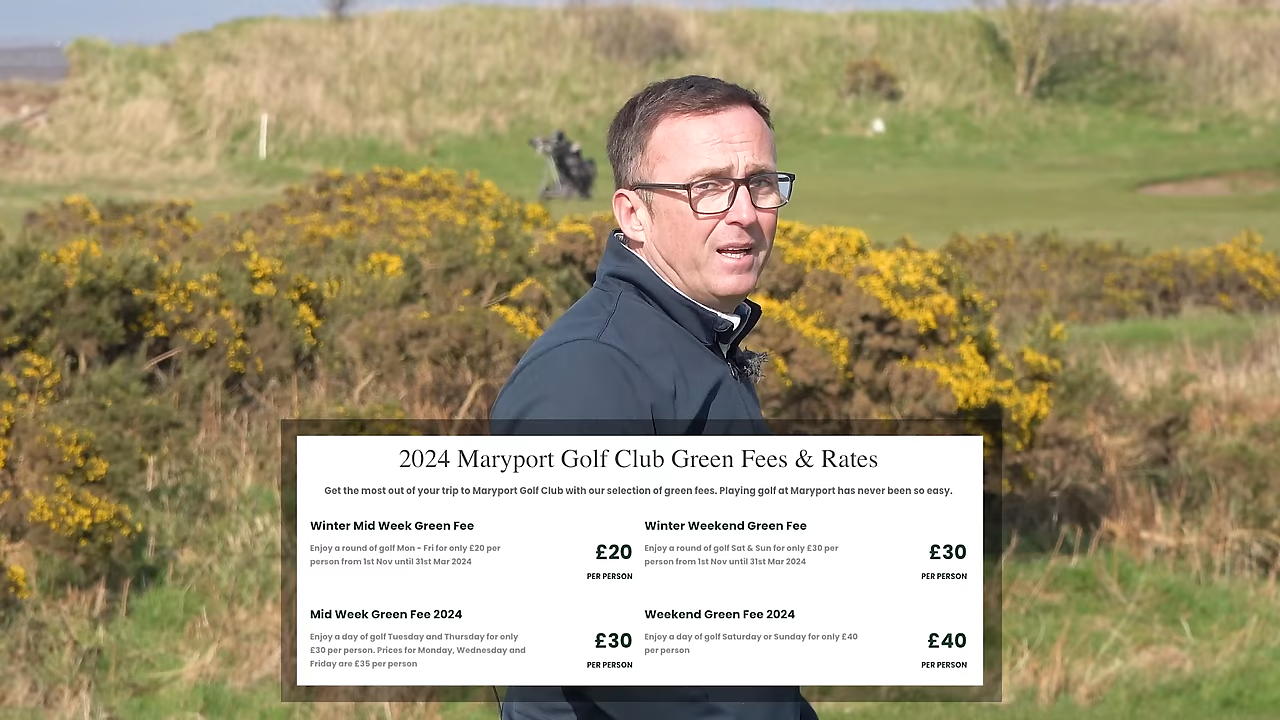 2024 Maryport Golf Club Green Fees & Rates
Get the most out of your trip to Maryport Golf Club with our selection of green fees. Playing golf at Maryport has never been so easy.
Winter Mid Week Green Fee
Enjoy a round of golf Mon - Fri for only £20 per
person from 1st Nov until 31st Mar 2024
£20
PER PERSON
Winter Weekend Green Fee
Enjoy a round of golf Sat & Sun for only £30 per
person from 1st Nov until 31st Mar 2024
£30
PER PERSON
Mid Week Green Fee 2024
Enjoy a day of golf Tuesday and Thursday for only
£30 per person. Prices for Monday, Wednesday and
Friday are £35 per person
£30
PER PERSON
Weekend Green Fee 2024
Enjoy a day of golf Saturday or Sunday for only £40
per person
£40
PER PERSON